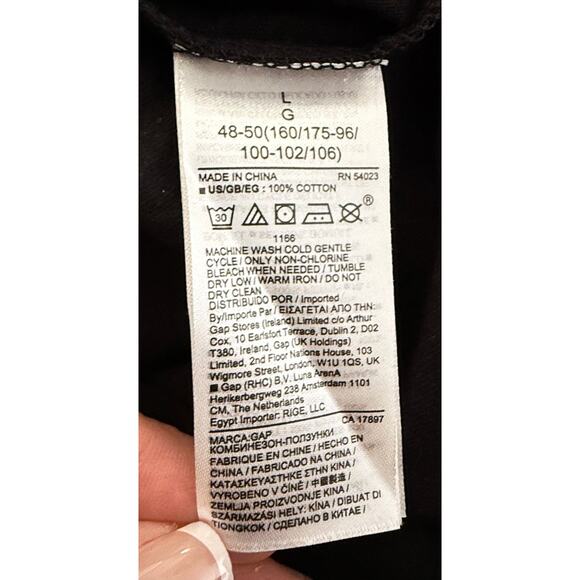 L
G
48-50(160/175-96/
100-102/106)
MADE IN CHINA RN 54023
■ US/GB/EG : 100% COTTON
30 ®
1166
MACHINE WASH COLD GENTLE
CYCLE / ONLY NON-CHLORINE
BLEACH WHEN NEEDED / TUMBLE
DRY LOW / WARM IRON / DO NOT
DRY CLEAN
DISTRIBUIDO POR / Imported
By/Importe Par / ΕΙΣΑΓΕΤΑΙ ΑΠΟ ΤΗΝ:
Gap Stores (Ireland) Limited c/o Arthur
Cox, 10 Earlsfort Terrace, Dublin 2, D02
T380, Ireland, Gap (UK Holdings)
Limited, 2nd Floor Nations House, 103
Wigmore Street, London, W1U 1QS, UK
■ Gap (RHC) B.V. Luna ArenA
Herikerbergweg 238 Amsterdam 1101
CM, The Netherlands
Egypt Importer: RIGE, LLC
CA 17897
MARCA:GAP
КОМБИНЕЗОН-ПОЛЗУНКИ
FABRIQUE EN CHINE / HECHO EN
CHINA / FABRICADO NA CHINA /
ΚΑΤΑΣΚΕΥΑΣΤΗΚΕ ΣΤΗΝ ΚΙΝΑ /
VYROBENO V ČÍNĚ / 中國製造 /
ZEMLJA PROIZVODNJE KINA /
SZÁRMAZÁSI HELY: KÍNA / DIBUAT DI
TIONGKOK / СДЕЛАНО В КИТАЕ /